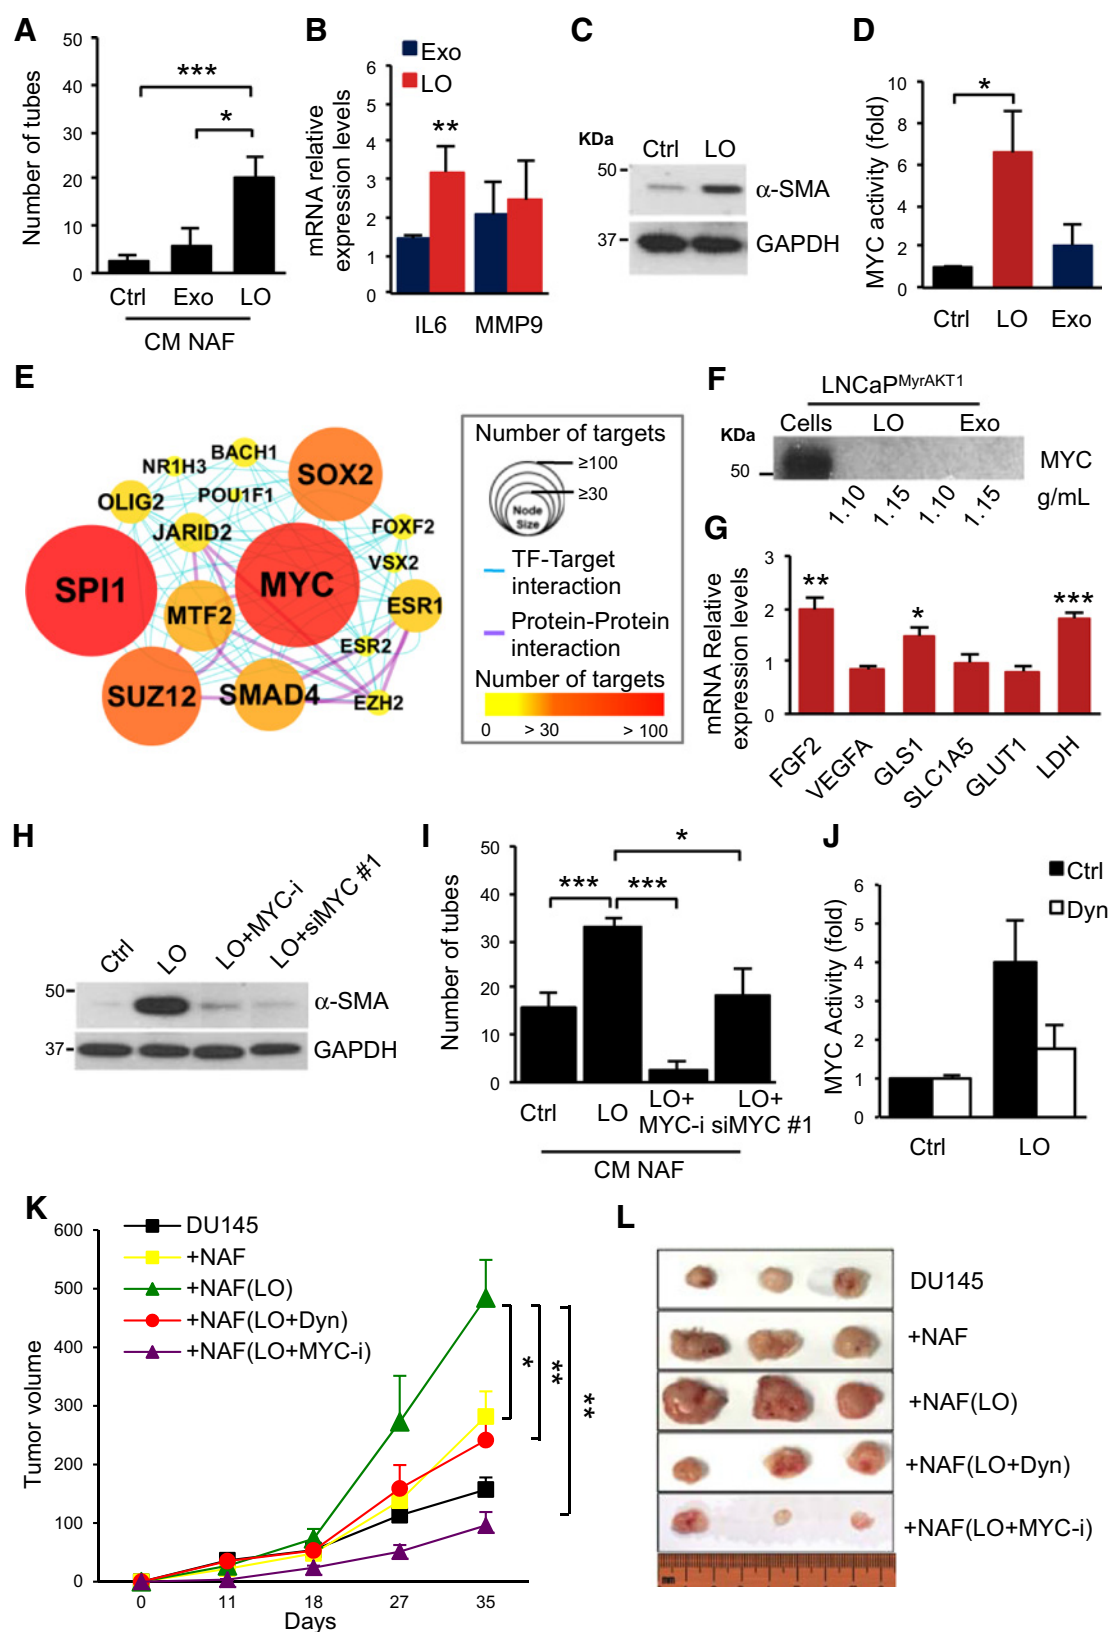 A
50
40
30
20
10
0
Number of tubes
***
*
Ctrl Exo LO
CM NAF
B
Exo
LO
6
5
4
3
2
1
0
mRNA relative
expression levels
**
IL6 MMP9
C
KDa
Ctrl LO
50
α-SMA
37
GAPDH
D
10
8
6
4
2
0
MYC activity (fold)
*
Ctrl LO Exo
E
BACH1
NR1H3
SOX2
POU1F1
OLIG2
JARID2
FOXF2
VSX2
SPI1
MYC
MTF2
ESR1
ESR2
SUZ12
SMAD4
EZH2
Number of targets
≥100
≥30
Node
Size
TF-Target
interaction
Protein-Protein
interaction
Number of targets
0 > 30 > 100
F
LNCaPMyrAKT1
Cells LO Exo
KDa
50
MYC
1.10 1.15 1.10 1.15 g/mL
G
3
2
1
0
mRNA Relative
expression levels
** * ***
FGF2 VEGFA GLS1 SLC1A5 GLUT1 LDH
H
Ctrl LO LO+MYC-i LO+siMYC #1
50
α-SMA
37
GAPDH
I
50
40
30
20
10
0
Number of tubes
*
*** ***
Ctrl LO LO+ LO+
MYC-i siMYC #1
CM NAF
J
Ctrl
Dyn
6
5
4
3
2
1
0
MYC Activity (fold)
Ctrl LO
K
600
500
400
300
200
100
0
Tumor volume
DU145
+NAF
+NAF(LO)
+NAF(LO+Dyn)
+NAF(LO+MYC-i)
* ** **
0 11 18 27 35
Days
L
DU145
+NAF
+NAF(LO)
+NAF(LO+Dyn)
+NAF(LO+MYC-i)
mm